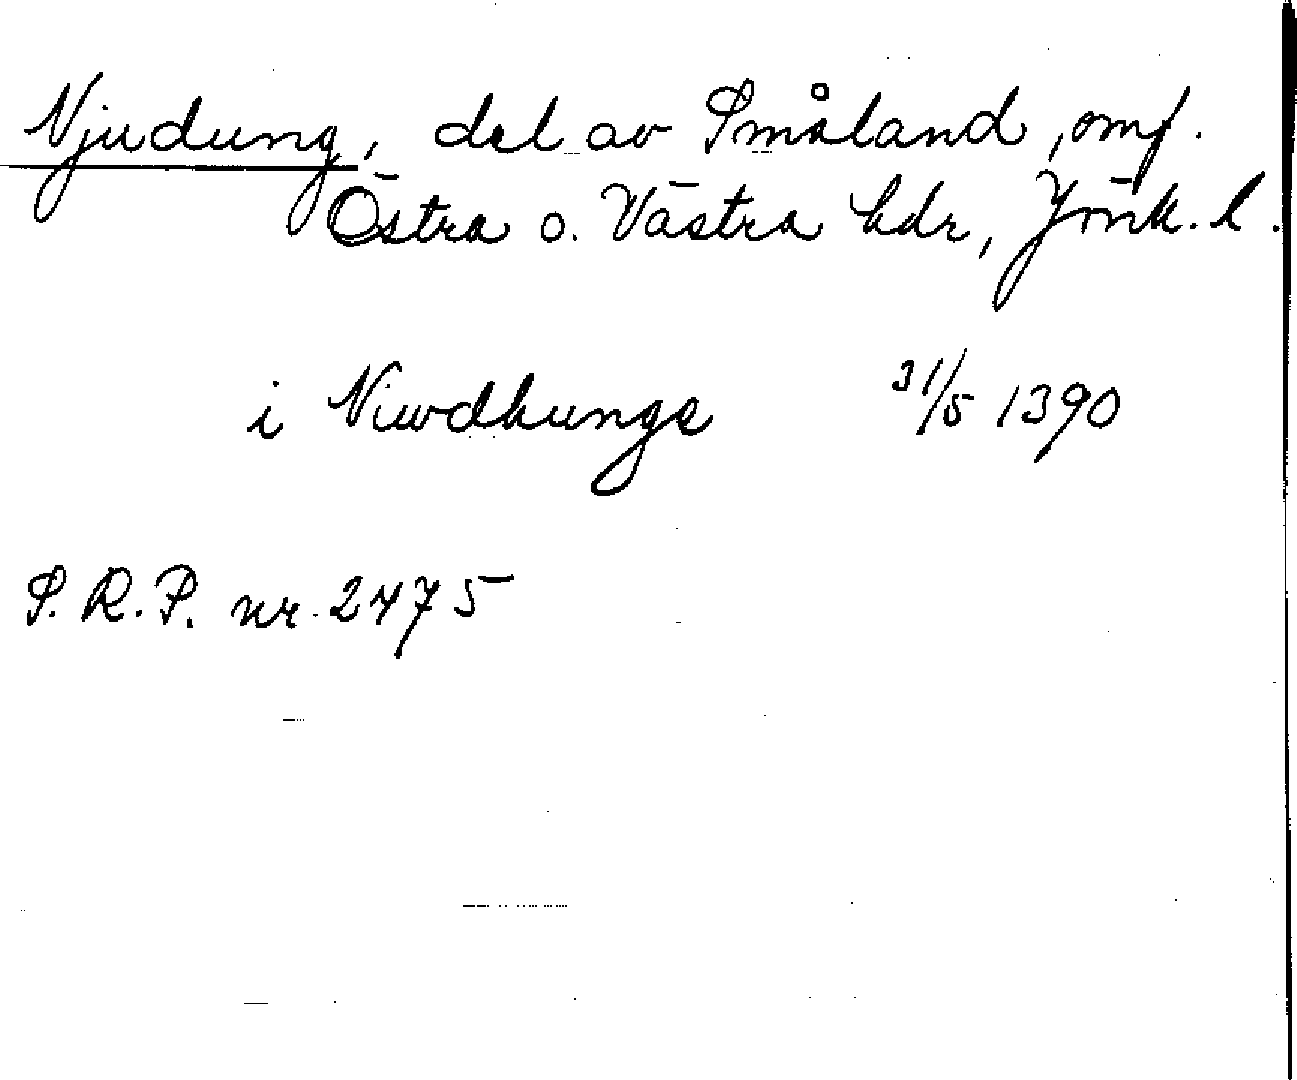 Njudung, del av Småland, omf.
Östra o. Västra hdr, Jönk. l.
i Niwdhunge 31/5 1390
S.R.P. nr. 2475